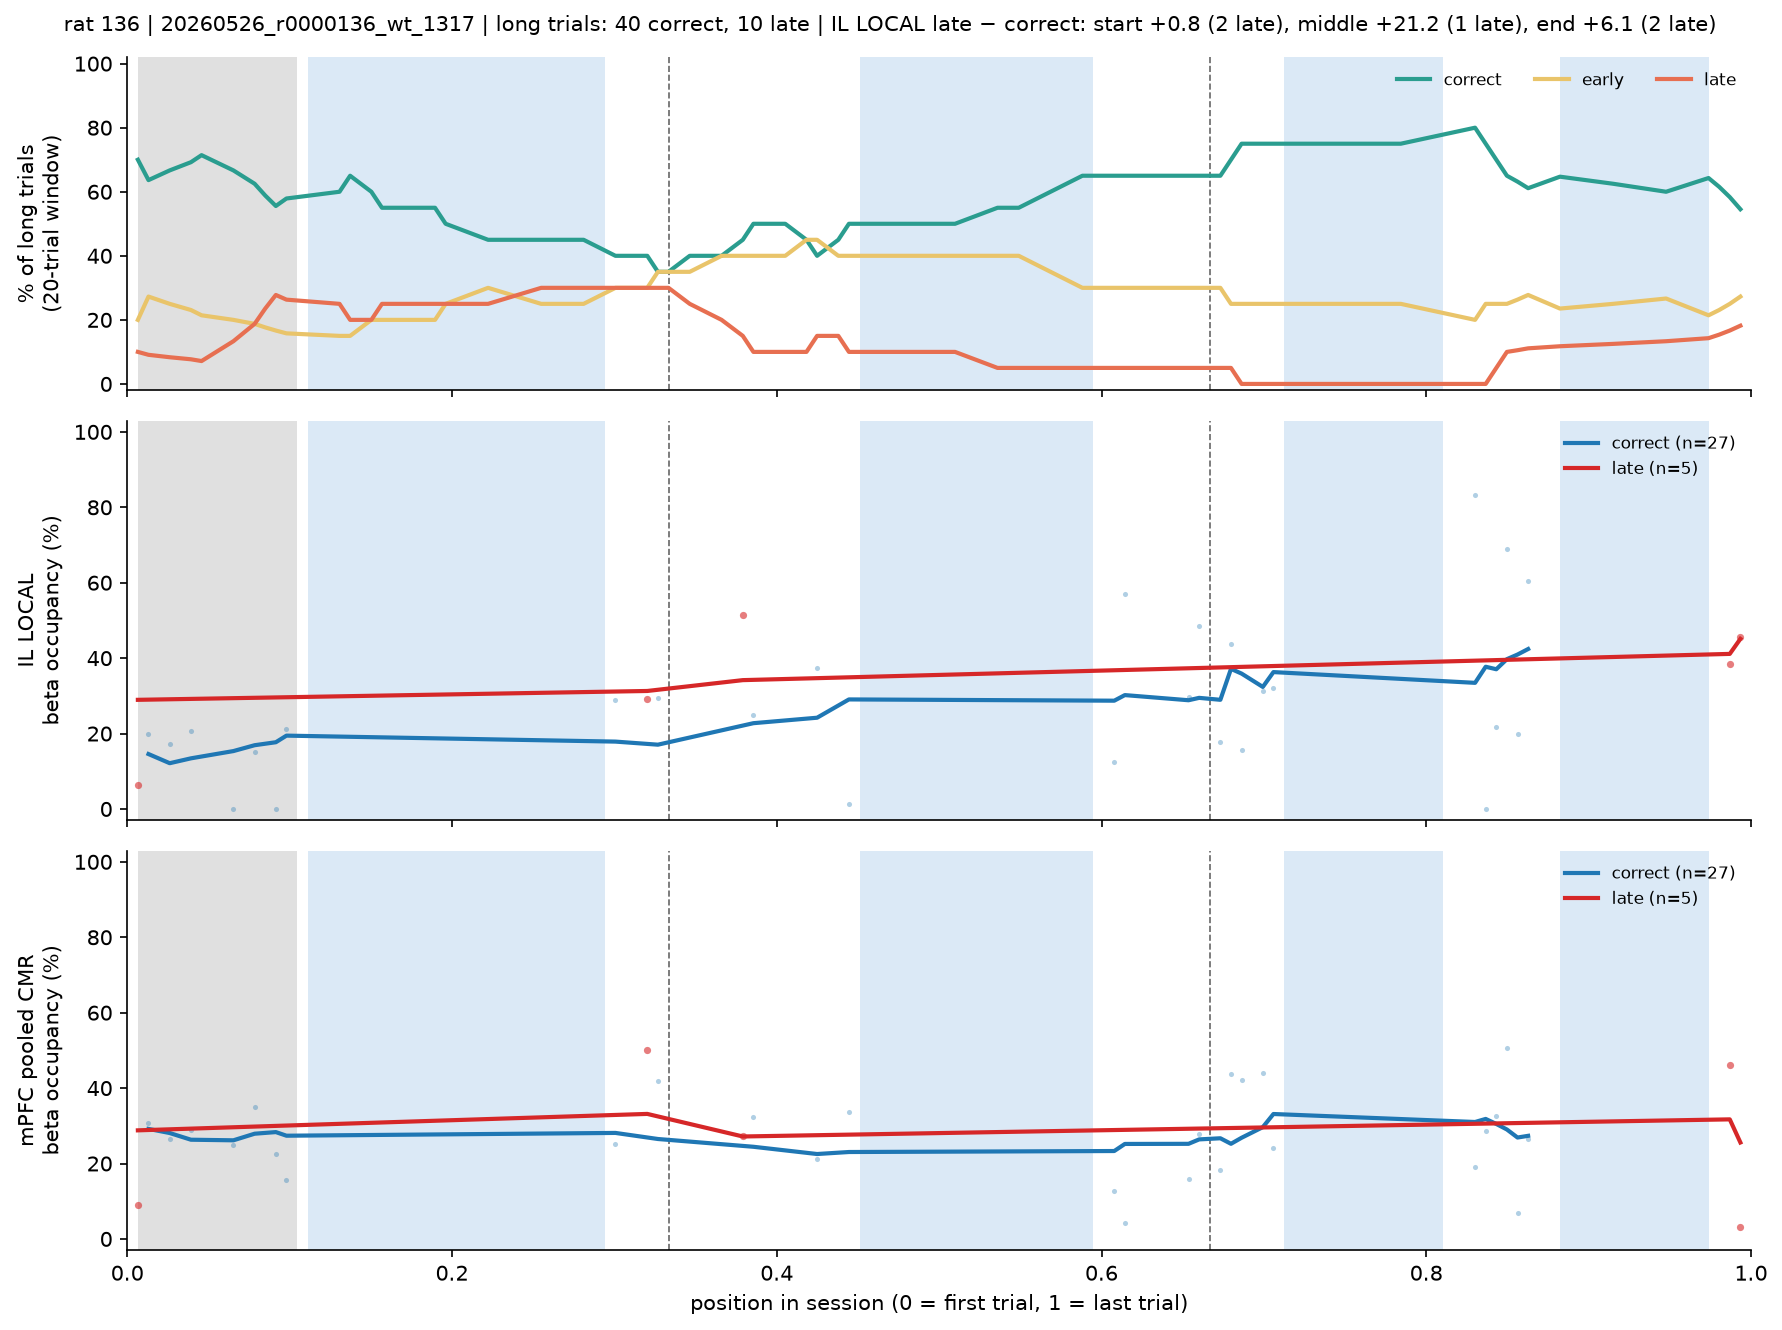 rat 136 | 20260526_r0000136_wt_1317 | long trials: 40 correct, 10 late | IL LOCAL late − correct: start +0.8 (2 late), middle +21.2 (1 late), end +6.1 (2 late)
% of long trials
(20-trial window)
100
80
60
40
20
0
correct
early
late
IL LOCAL
beta occupancy (%)
100
80
60
40
20
0
correct (n=27)
late (n=5)
mPFC pooled CMR
beta occupancy (%)
100
80
60
40
20
0
correct (n=27)
late (n=5)
0.0
0.2
0.4
0.6
0.8
1.0
position in session (0 = first trial, 1 = last trial)